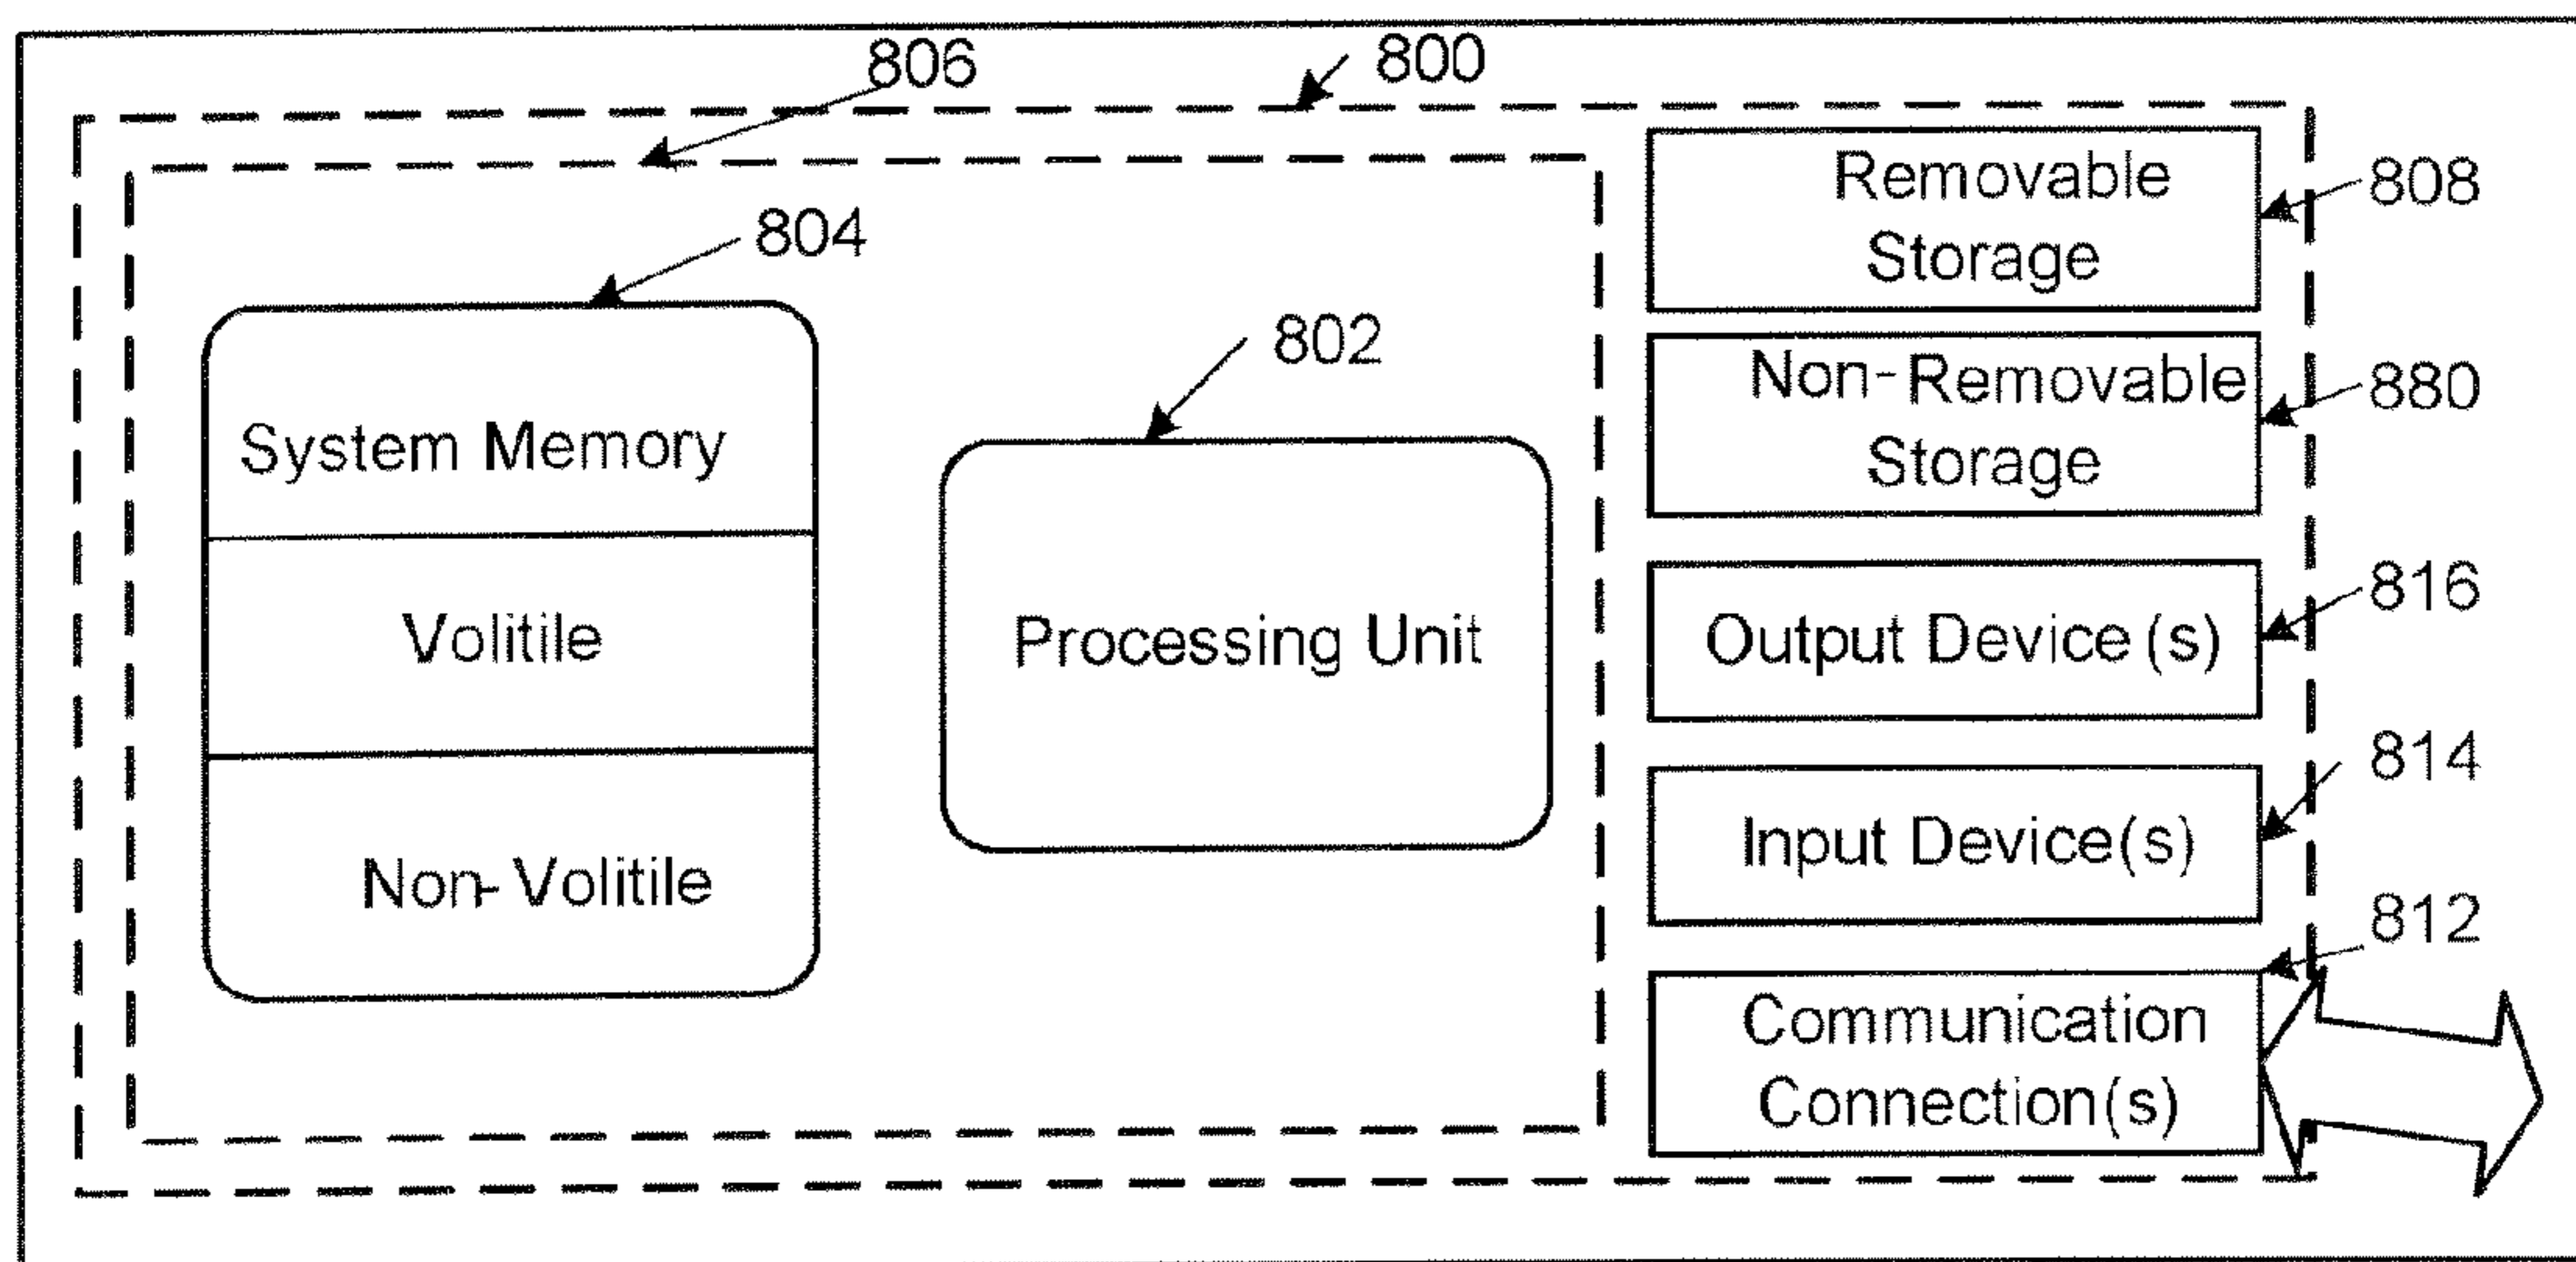 806
800
804
System Memory
Volitile
Non-Volitile
802
Processing Unit
Removable
Storage
808
Non-Removable
Storage
880
Output Device(s)
816
Input Device(s)
814
812
Communication
Connection(s)